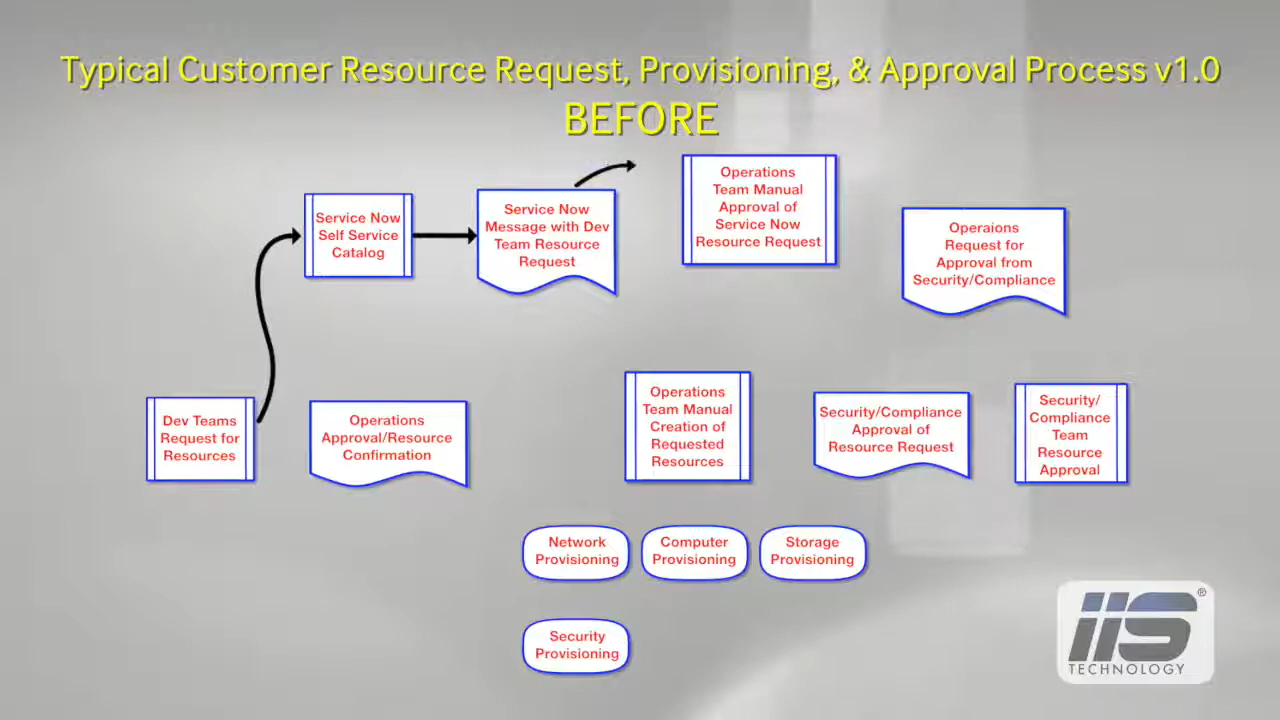 Typical Customer Resource Request, Provisioning, & Approval Process v1.0
BEFORE
Operations
Team Manual
Approval of
Service Now
Resource Request
Service Now
Self Service
Catalog
Service Now
Message with Dev
Team Resource
Request
Operaions
Request for
Approval from
Security/Compliance
Dev Teams
Request for
Resources
Operations
Approval/Resource
Confirmation
Operations
Team Manual
Creation of
Requested
Resources
Security/Compliance
Approval of
Resource Request
Security/
Compliance
Team
Resource
Approval
Network
Provisioning
Computer
Provisioning
Storage
Provisioning
Security
Provisioning
iiS®
TECHNOLOGY